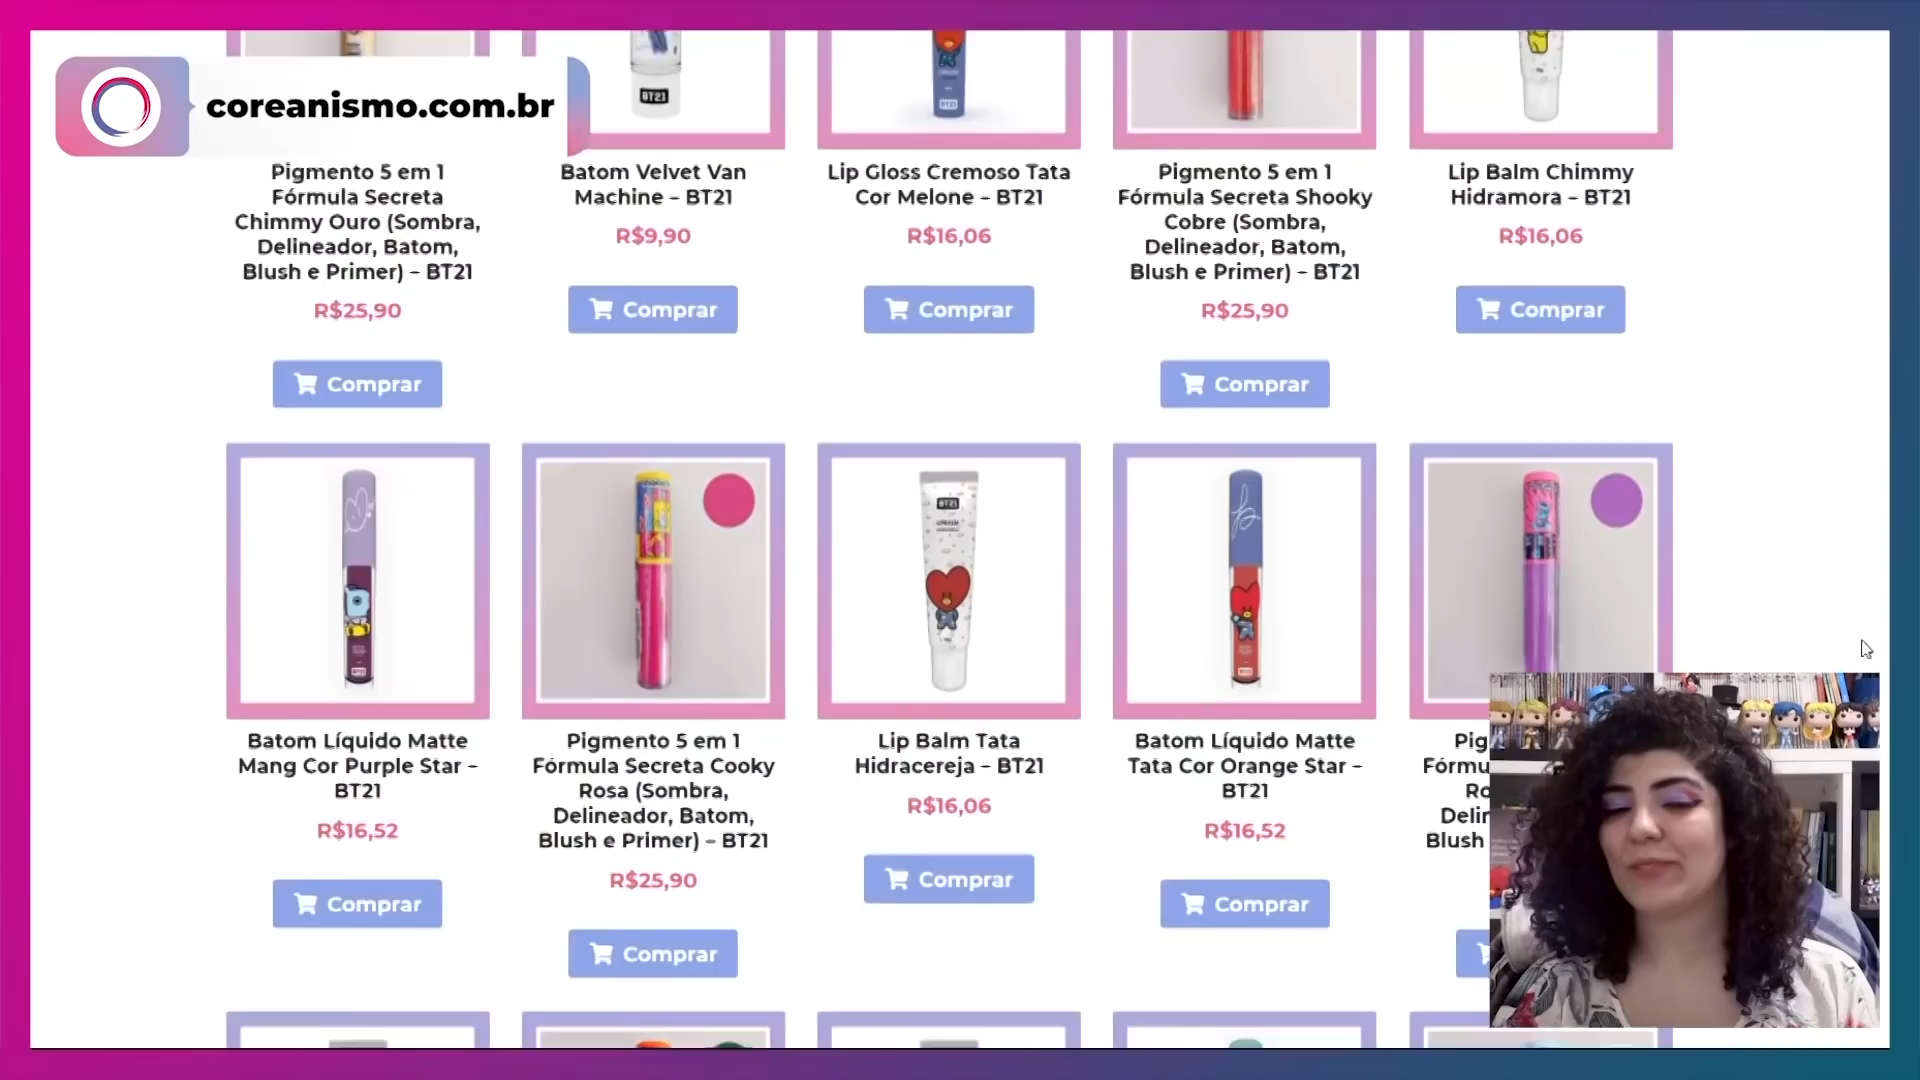 coreanismo.com.br
BT21
Pigmento 5 em 1
Fórmula Secreta
Chimmy Ouro (Sombra,
Delineador, Batom,
Blush e Primer) – BT21
R$25,90
Comprar
Batom Velvet Van
Machine – BT21
R$9,90
Comprar
Lip Gloss Cremoso Tata
Cor Melone – BT21
R$16,06
Comprar
Pigmento 5 em 1
Fórmula Secreta Shooky
Cobre (Sombra,
Delineador, Batom,
Blush e Primer) – BT21
R$25,90
Comprar
Lip Balm Chimmy
Hidramora – BT21
R$16,06
Comprar
Batom Líquido Matte
Mang Cor Purple Star –
BT21
R$16,52
Comprar
Pigmento 5 em 1
Fórmula Secreta Cooky
Rosa (Sombra,
Delineador, Batom,
Blush e Primer) – BT21
R$25,90
Comprar
BT21
Lip Balm Tata
Hidracereja – BT21
R$16,06
Comprar
Batom Líquido Matte
Tata Cor Orange Star –
BT21
R$16,52
Comprar
Pig
Fórmu
Ro
Delin
Blush